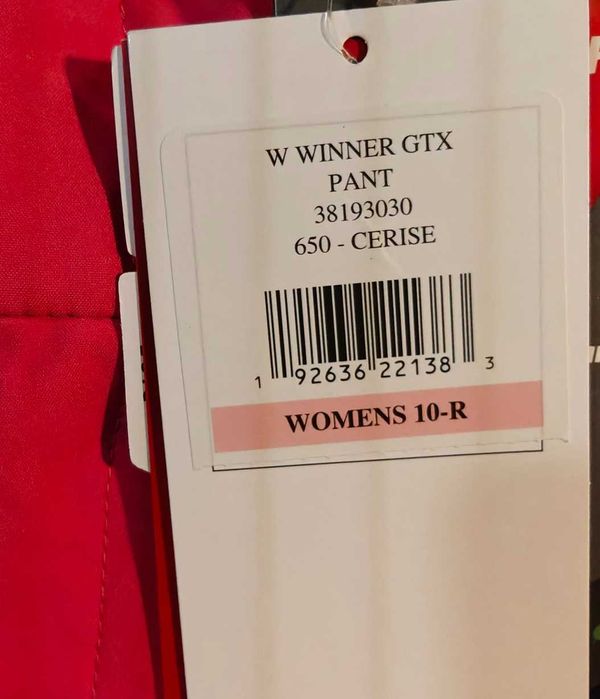 W WINNER GTX
PANT
38193030
650 - CERISE
1 92636 22138 3
WOMENS 10-R